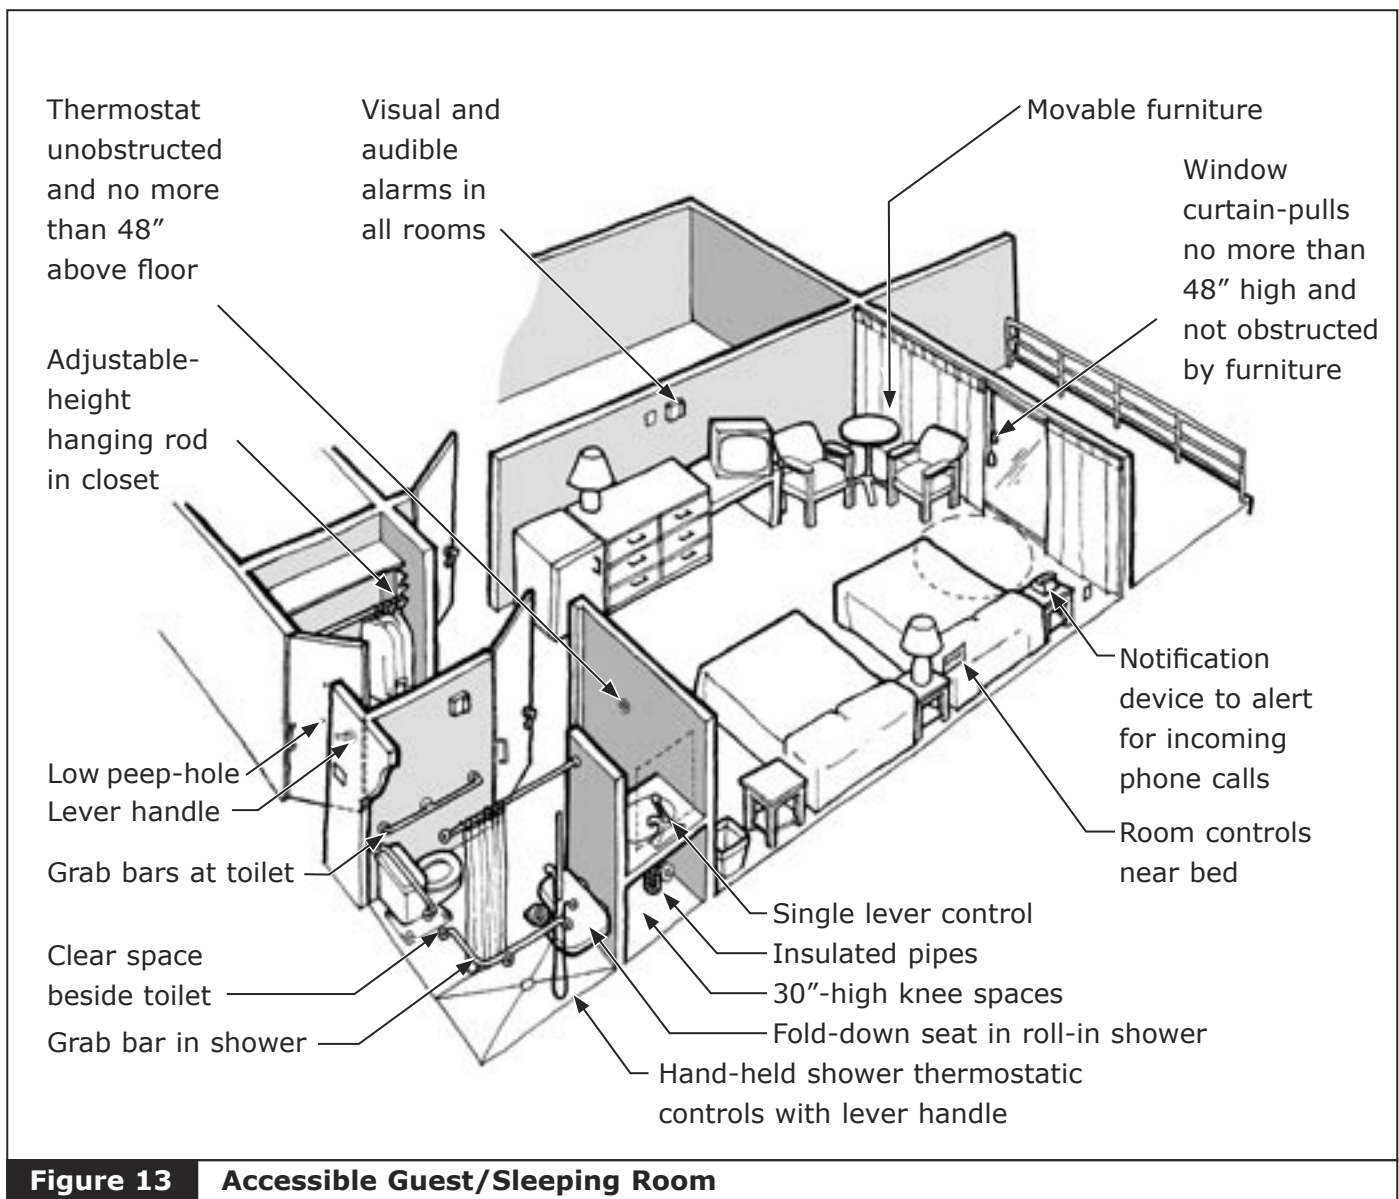 Thermostat
unobstructed
and no more
than 48”
above floor
Visual and
audible
alarms in
all rooms
Movable furniture
Window
curtain-pulls
no more than
48” high and
not obstructed
by furniture
Adjustable-
height
hanging rod
in closet
Low peep-hole
Lever handle
Grab bars at toilet
Clear space
beside toilet
Grab bar in shower
Notification
device to alert
for incoming
phone calls
Room controls
near bed
Single lever control
Insulated pipes
30”-high knee spaces
Fold-down seat in roll-in shower
Hand-held shower thermostatic
controls with lever handle
Figure 13 Accessible Guest/Sleeping Room